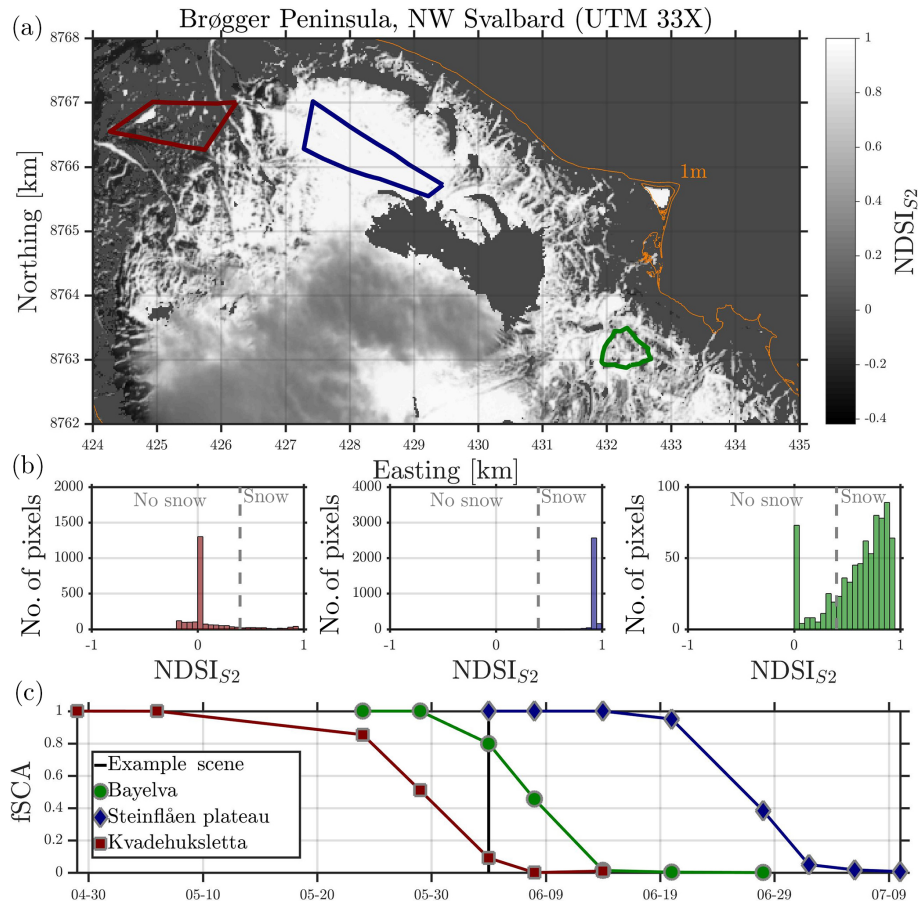 (a)
Brøgger Peninsula, NW Svalbard (UTM 33X)
8768
8767
8766
8765
8764
8763
8762
Northing [km]
1m
424 425 426 427 428 429 430 431 432 433 434 435
Easting [km]
1
0.8
0.6
0.4
0.2
0
-0.2
-0.4
NDSI_S2
(b)
No. of pixels
2000
1500
1000
500
0
No snow
Snow
-1 0 1
NDSI_S2
No. of pixels
4000
3000
2000
1000
0
No snow
Snow
-1 0 1
NDSI_S2
No. of pixels
100
50
0
No snow
Snow
-1 0 1
NDSI_S2
(c)
fSCA
1
0.8
0.6
0.4
0.2
0
Example scene
Bayelva
Steinflåen plateau
Kvadehuksletta
04-30 05-10 05-20 05-30 06-09 06-19 06-29 07-09